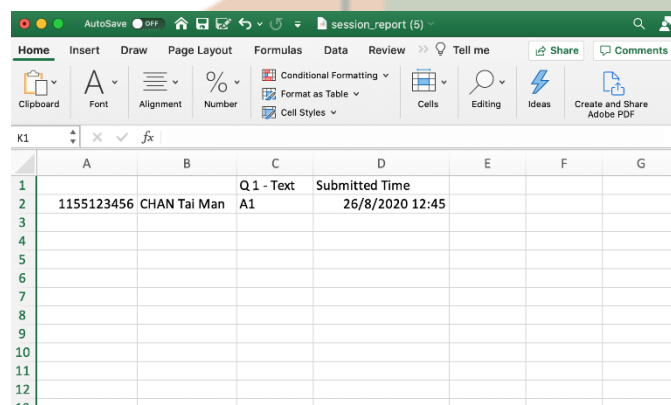 AutoSave OFF session_report (5)
Home Insert Draw Page Layout Formulas Data Review >> Tell me Share Comments
Clipboard Font Alignment % Number Conditional Formatting Format as Table Cell Styles Cells Editing Ideas Create and Share Adobe PDF
K1 fx
A B C D E F G
1 Q 1 - Text Submitted Time
2 1155123456 CHAN Tai Man A1 26/8/2020 12:45
3
4
5
6
7
8
9
10
11
12